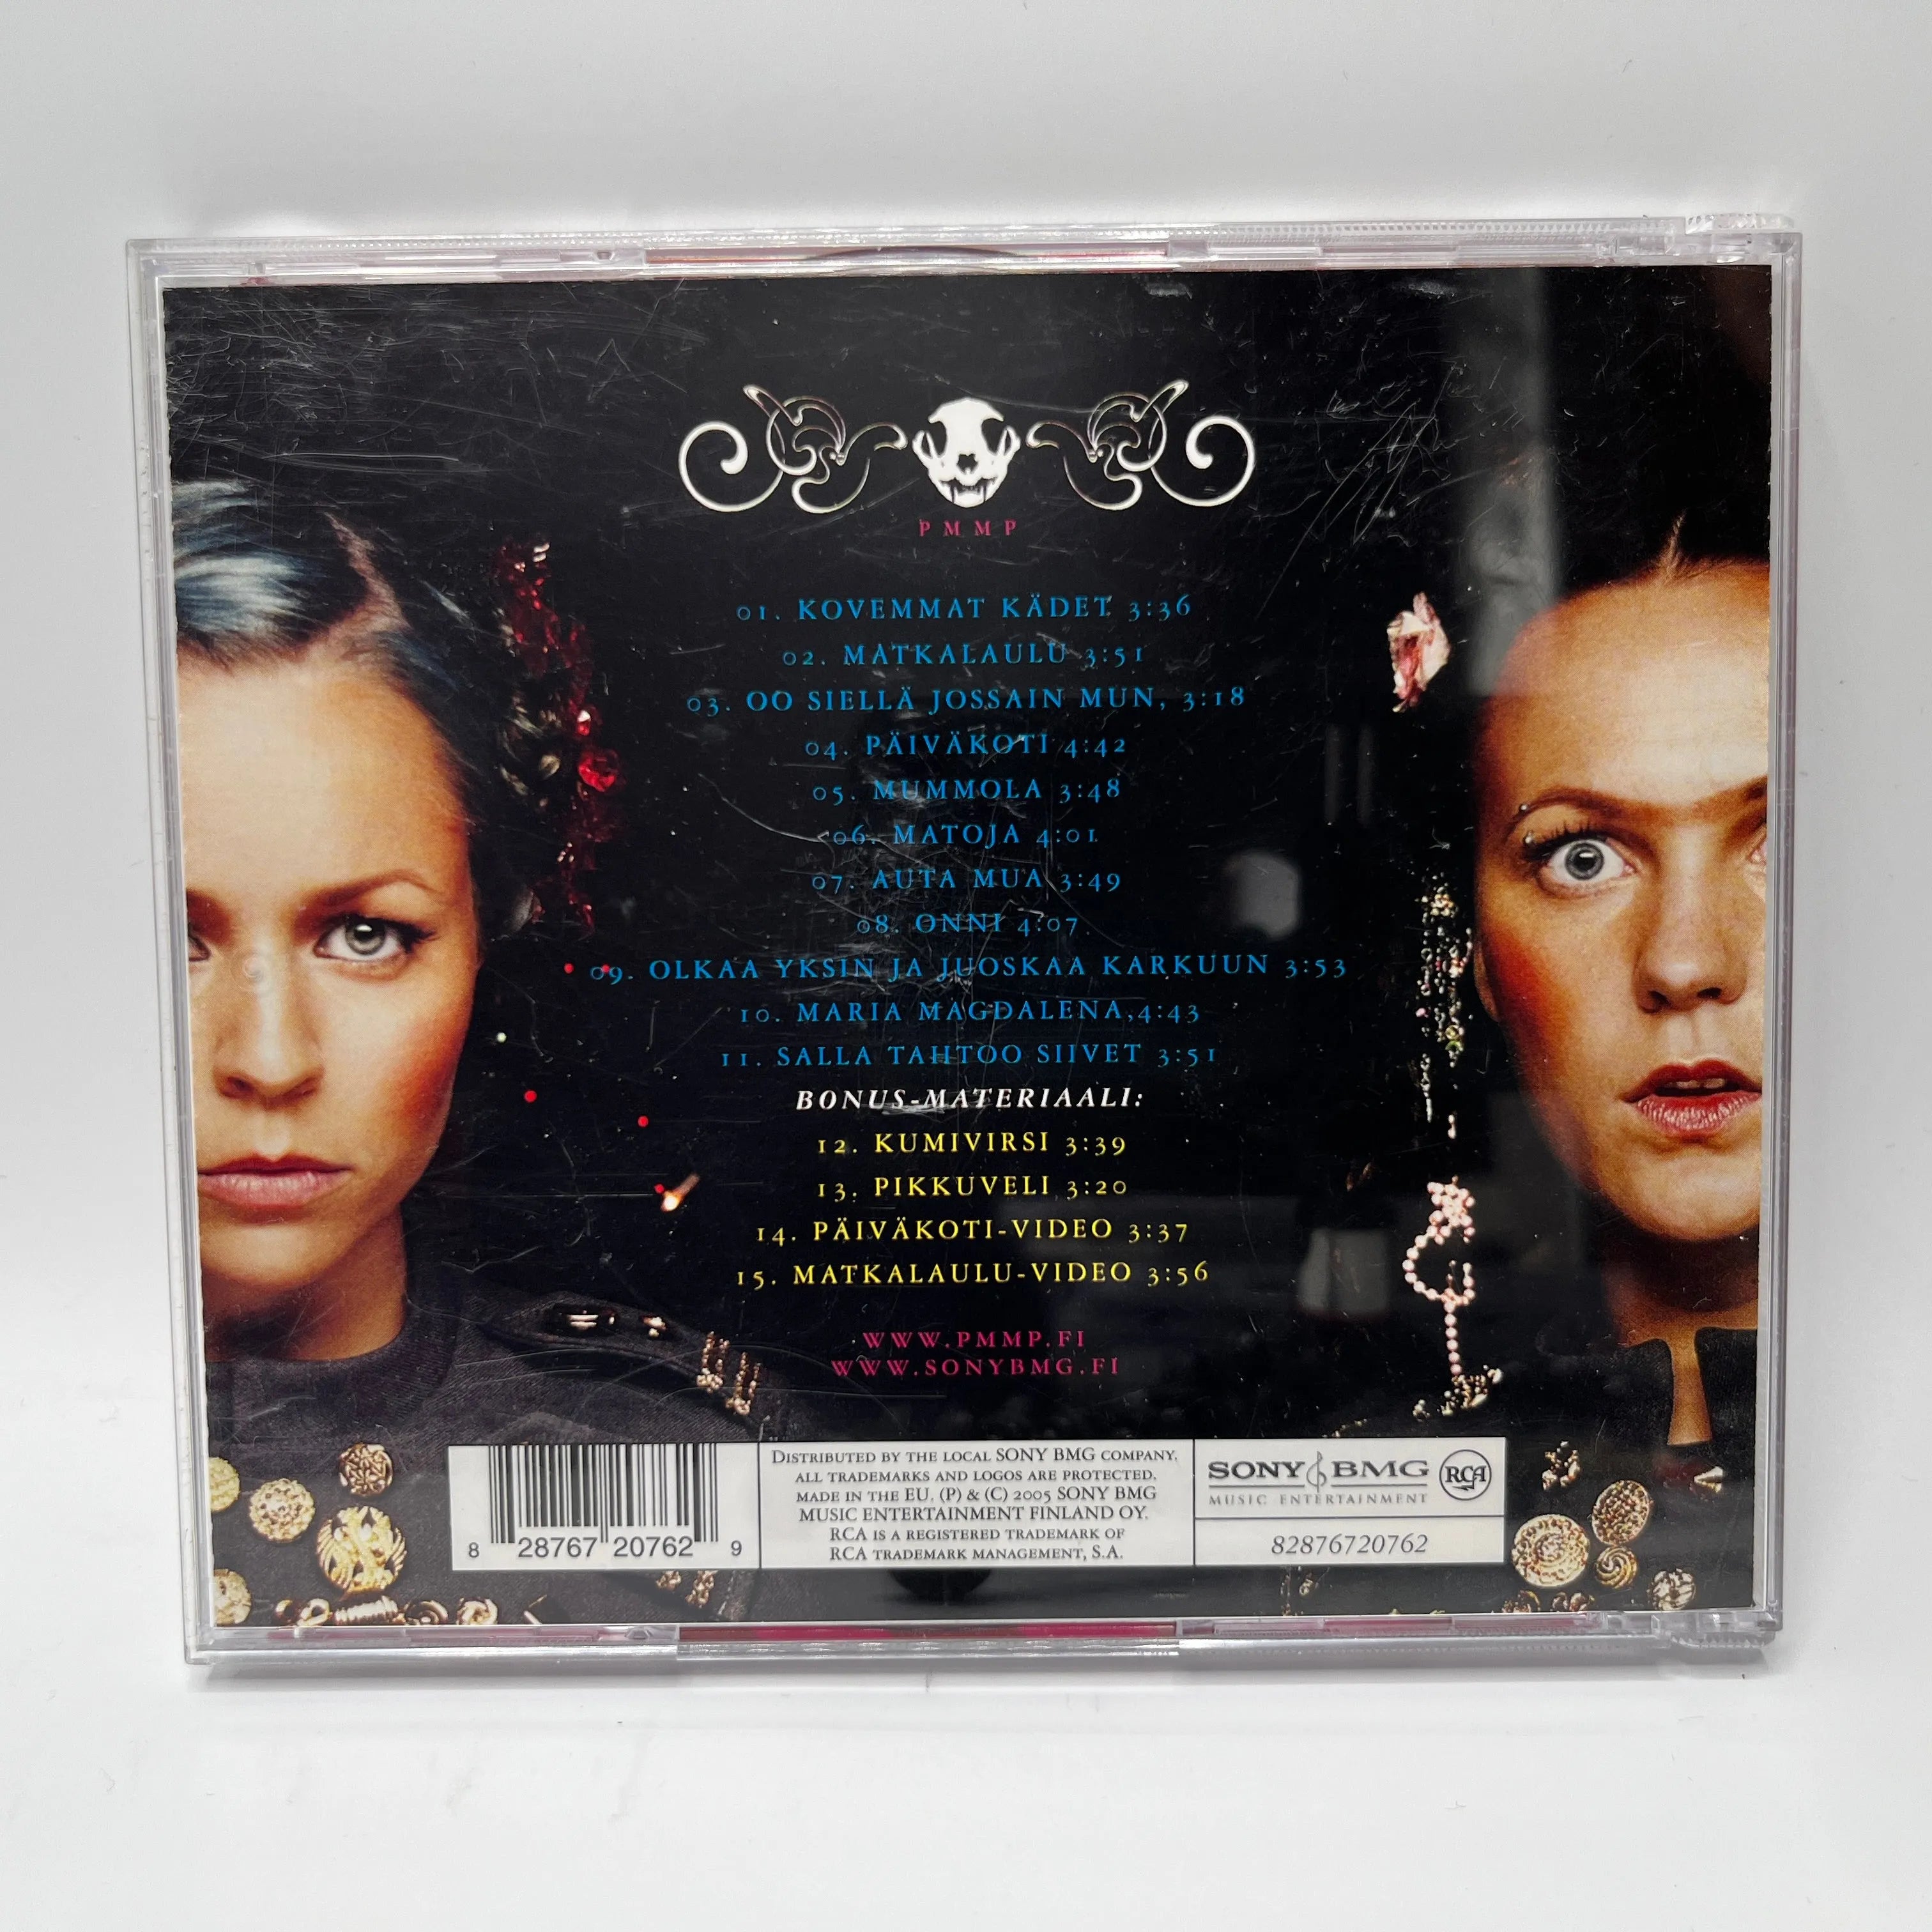 PMMP
01. KOVEMMAT KÄDET 3:36
02. MATKALAULU 3:51
03. OO SIELLÄ JOSSAIN MUN, 3:18
04. PÄIVÄKOTI 4:42
05. MUMMOLA 3:48
06. MATOJA 4:01
07. AUTA MUA 3:49
08. ONNI 4:07
09. OLKAA YKSIN JA JUOSKAA KARKUUN 3:53
10. MARIA MAGDALENA,4:43
11. SALLA TAHTOO SIIVET 3:51
BONUS-MATERIAALI:
12. KUMIVIRSI 3:39
13. PIKKUVELI 3:20
14. PÄIVÄKOTI-VIDEO 3:37
15. MATKALAULU-VIDEO 3:56
WWW.PMMP.FI
WWW.SONYBMG.FI
8 28767 20762 9
DISTRIBUTED BY THE LOCAL SONY BMG COMPANY.
ALL TRADEMARKS AND LOGOS ARE PROTECTED.
MADE IN THE EU. (P) & (C) 2005 SONY BMG
MUSIC ENTERTAINMENT FINLAND OY.
RCA IS A REGISTERED TRADEMARK OF
RCA TRADEMARK MANAGEMENT, S.A.
SONY BMG
MUSIC ENTERTAINMENT
RCA
82876720762